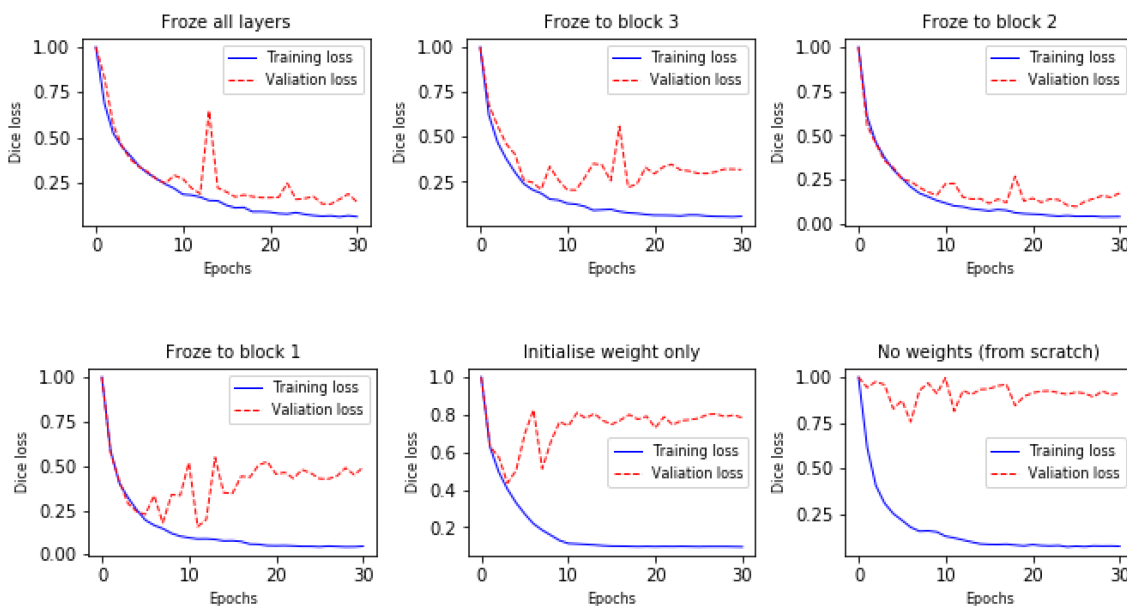 Froze all layers
Froze to block 3
Froze to block 2
Dice loss
1.00
0.75
0.50
0.25
Training loss
Valiation loss
0
10
20
30
Epochs
Dice loss
1.00
0.75
0.50
0.25
Training loss
Valiation loss
0
10
20
30
Epochs
Dice loss
1.00
0.75
0.50
0.25
0.00
Training loss
Valiation loss
0
10
20
30
Epochs
Froze to block 1
Initialise weight only
No weights (from scratch)
Dice loss
1.00
0.75
0.50
0.25
0.00
Training loss
Valiation loss
0
10
20
30
Epochs
Dice loss
1.0
0.8
0.6
0.4
0.2
Training loss
Valiation loss
0
10
20
30
Epochs
Dice loss
1.00
0.75
0.50
0.25
Training loss
Valiation loss
0
10
20
30
Epochs